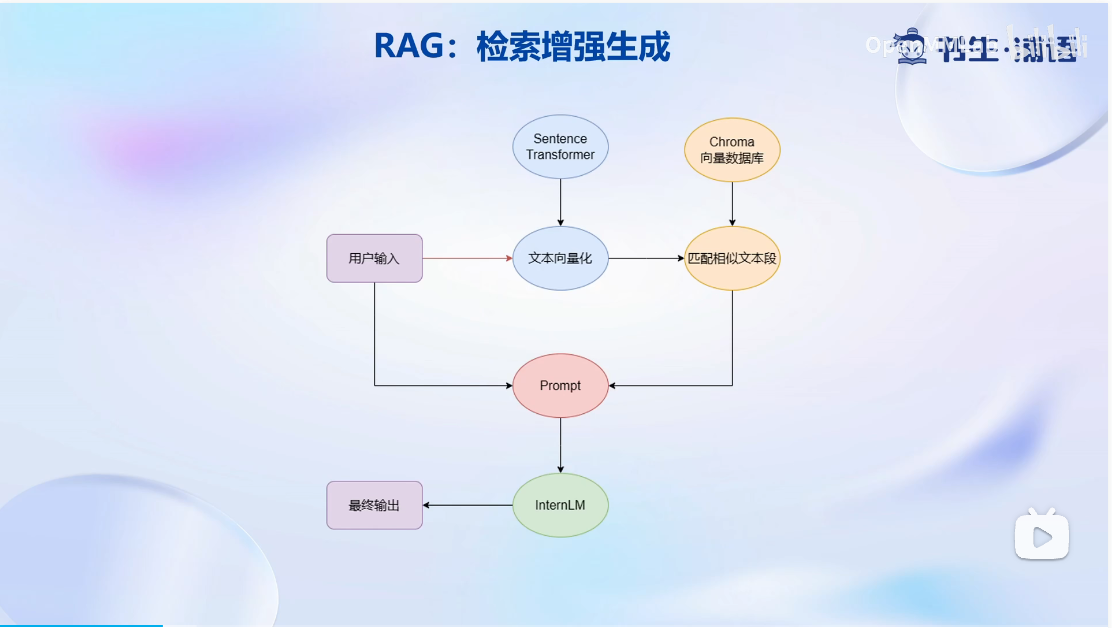 RAG：检索增强生成
书生·浦语
Sentence
Transformer
Chroma
向量数据库
用户输入
文本向量化
匹配相似文本段
Prompt
最终输出
InternLM